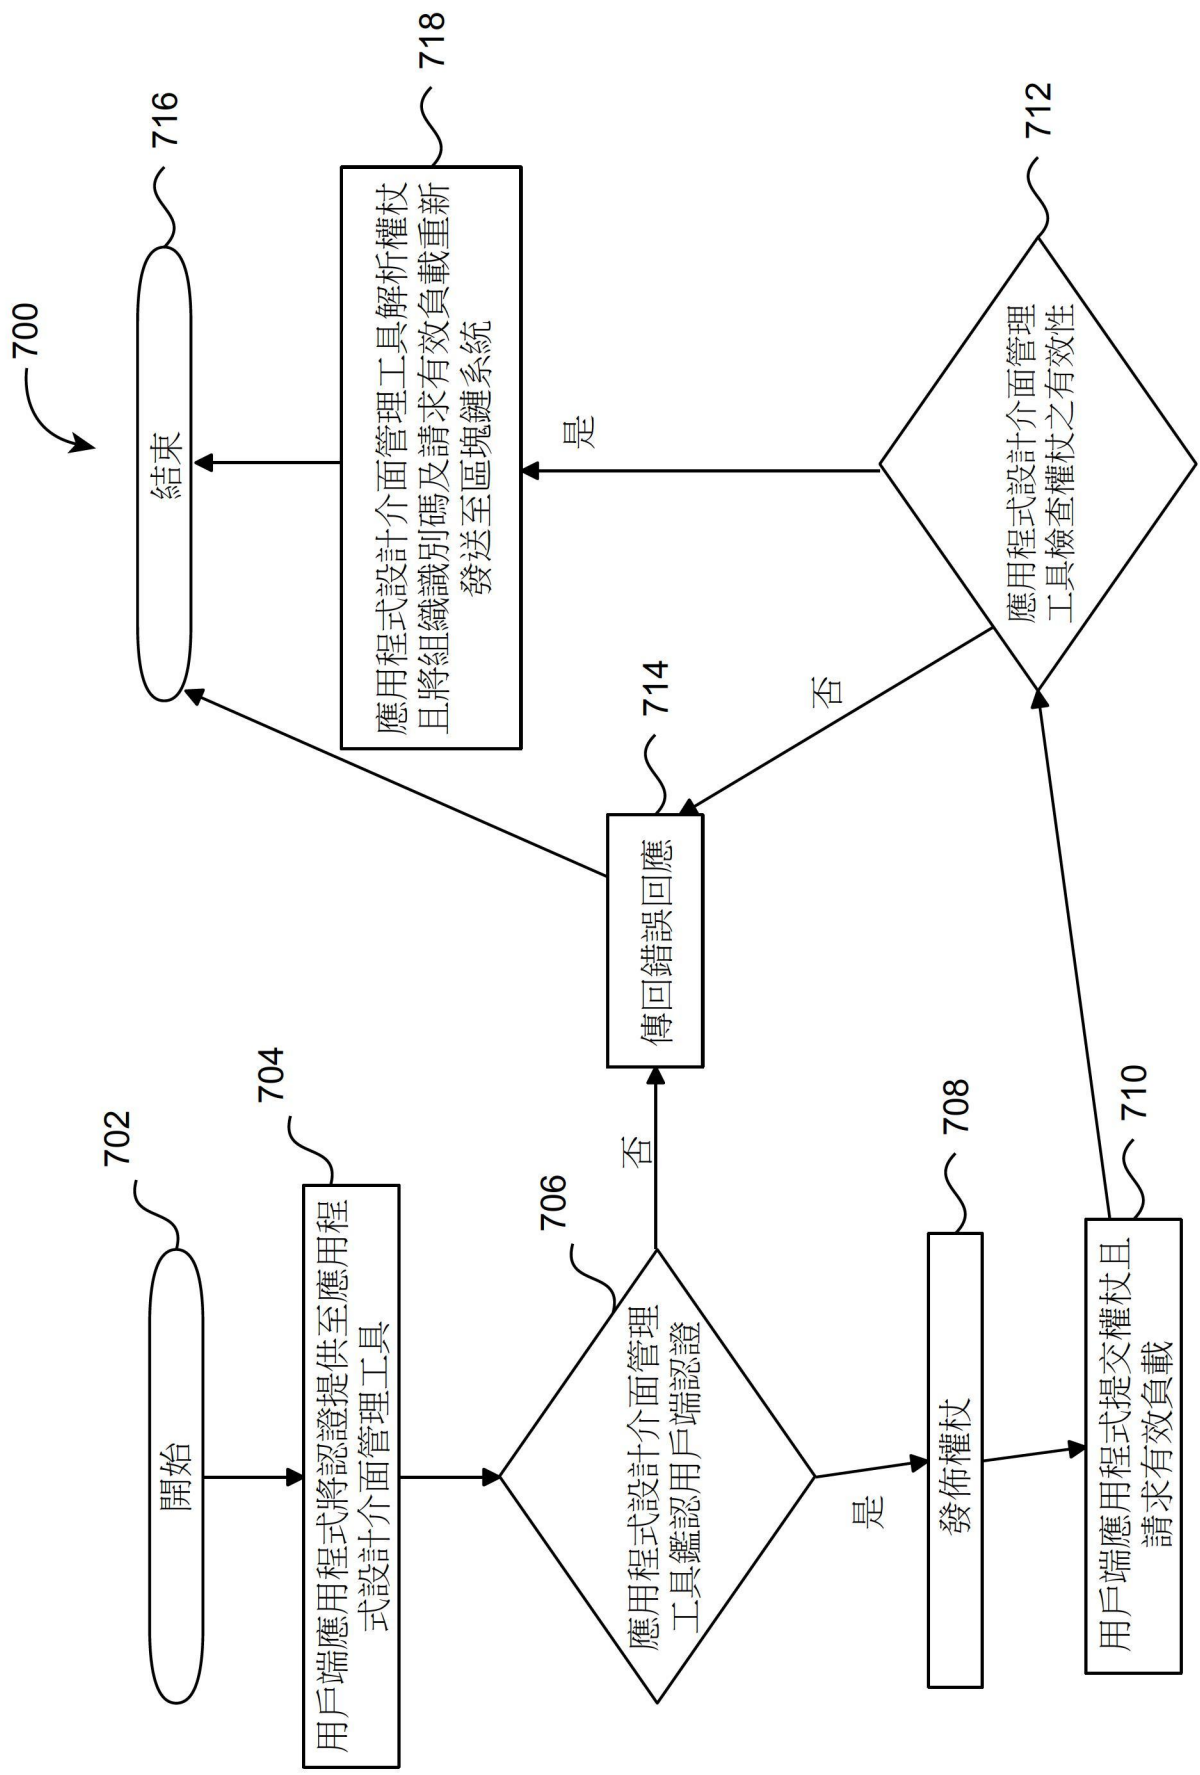 700
702
開始
704
用戶端應用程式將認證提供至應用程
式設計介面管理工具
706
應用程式設計介面管理
工具鑑認用戶端認證
否
是
708
發佈權杖
710
用戶端應用程式提交權杖且
請求有效負載
712
應用程式設計介面管理
工具檢查權杖之有效性
否
714
傳回錯誤回應
是
718
應用程式設計介面管理工具解析權杖
且將組織識別碼及請求有效負載重新
發送至區塊鏈系統
716
結束